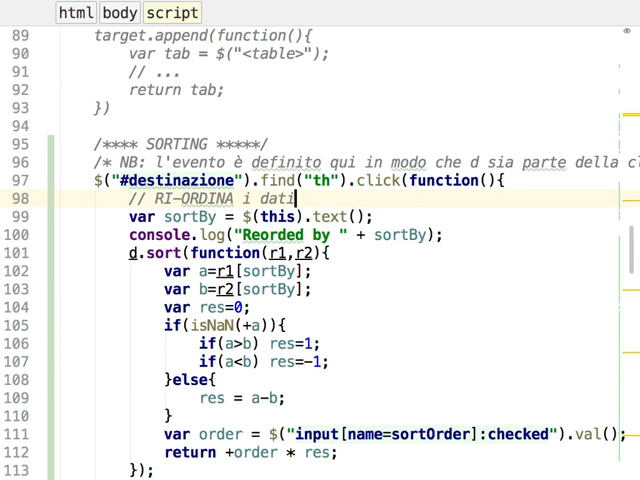 html body script
89 target.append(function(){
90 var tab = $("<table>");
91 // ...
92 return tab;
93 })
94
95 /**** SORTING *****/
96 /* NB: l'evento è definito qui in modo che d sia parte della cl
97 $("#destinazione").find("th").click(function(){
98 // RI-ORDINA i dati
99 var sortBy = $(this).text();
100 console.log("Reorded by " + sortBy);
101 d.sort(function(r1,r2){
102 var a=r1[sortBy];
103 var b=r2[sortBy];
104 var res=0;
105 if(isNaN(+a)){
106 if(a>b) res=1;
107 if(a<b) res=-1;
108 }else{
109 res = a-b;
110 }
111 var order = $("input[name=sortOrder]:checked").val();
112 return +order * res;
113 });